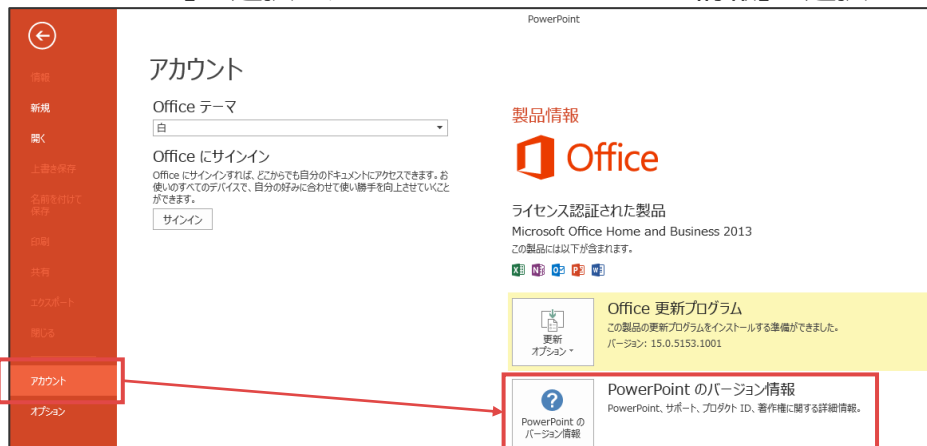 PowerPoint
情報
新規
開く
上書き保存
名前を付けて
保存
印刷
共有
エクスポート
閉じる
アカウント
オプション
アカウント
Office テーマ
白
Office にサインイン
Office にサインインすれば、どこからでも自分のドキュメントにアクセスできます。お
使いのすべてのデバイスで、自分の好みに合わせて使い勝手を向上させていくこと
ができます。
サインイン
製品情報
Office
ライセンス認証された製品
Microsoft Office Home and Business 2013
この製品には以下が含まれます。
更新
オプション
Office 更新プログラム
この製品の更新プログラムをインストールする準備ができました。
バージョン: 15.0.5153.1001
PowerPoint の
バージョン情報
PowerPoint のバージョン情報
PowerPoint、サポート、プロダクト ID、著作権に関する詳細情報。